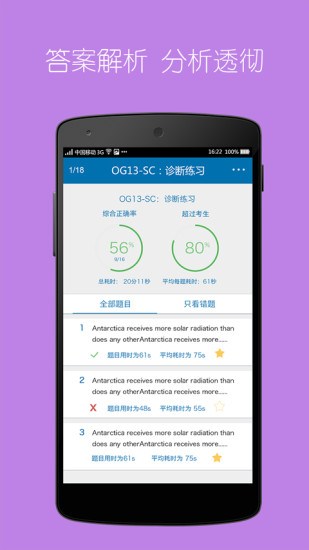 答案解析 分析透彻
中国移动3G 16:22 100%
1/18 OG13-SC：诊断练习
OG13-SC：诊断练习
综合正确率 超过考生
56% 80%
9/16
总耗时：20分11秒 平均每题耗时：61秒
全部题目 只看错题
1 Antarctica receives more solar radiation than
does any otherAntarctica receives more.....
题目用时为61s 平均耗时为 75s
2 Antarctica receives more solar radiation than
does any otherAntarctica receives more.....
题目用时为48s 平均耗时为 55s
3 Antarctica receives more solar radiation than
does any otherAntarctica receives more.....
题目用时为61s 平均耗时为 75s